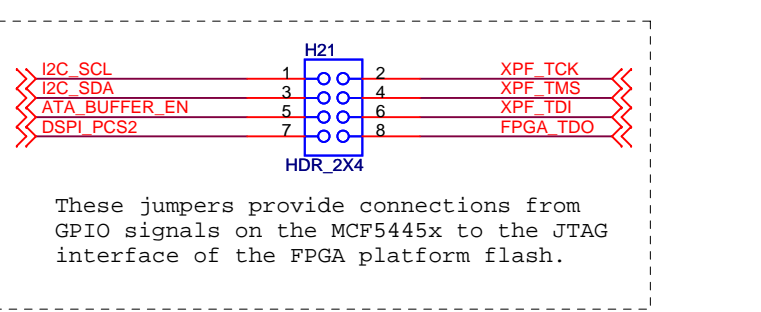 H21
I2C_SCL 1 2 XPF_TCK
I2C_SDA 3 4 XPF_TMS
ATA_BUFFER_EN 5 6 XPF_TDI
DSPI_PCS2 7 8 FPGA_TDO
HDR_2X4
These jumpers provide connections from
GPIO signals on the MCF5445x to the JTAG
interface of the FPGA platform flash.